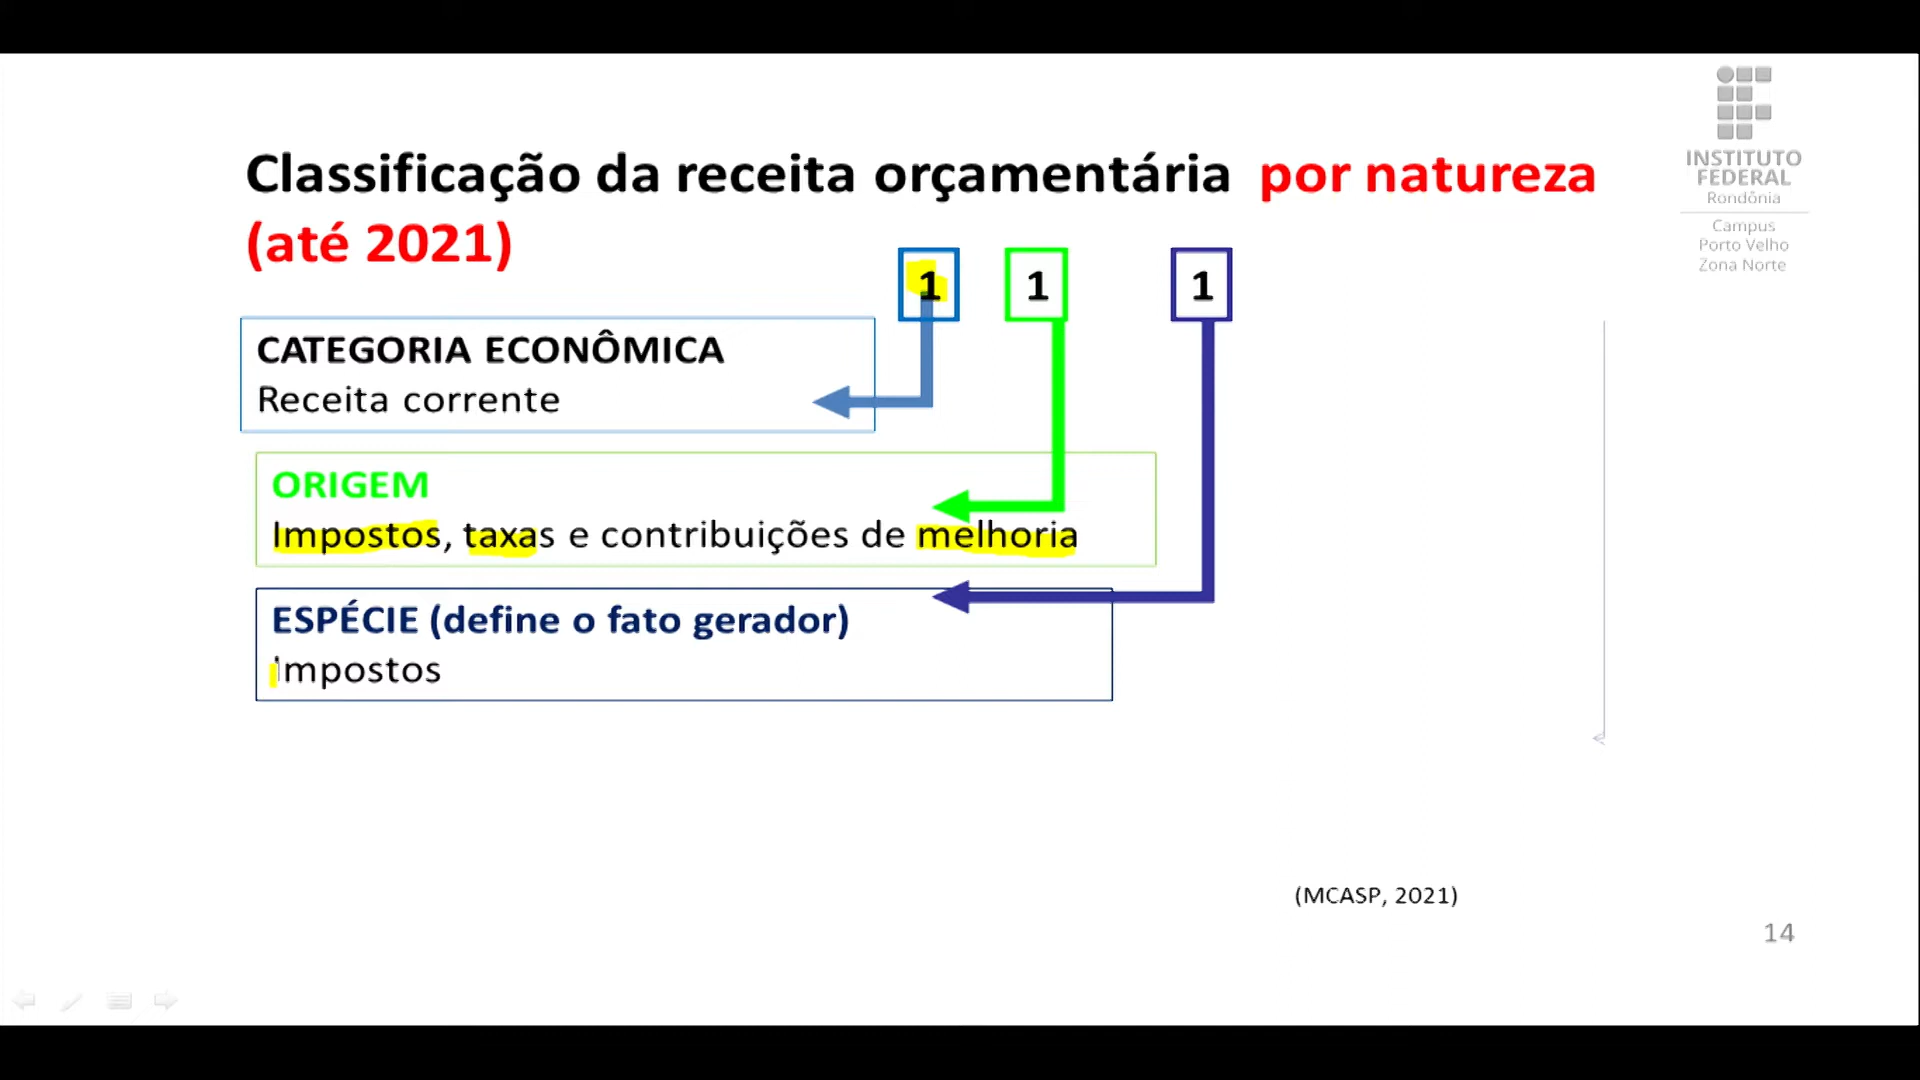 INSTITUTO
FEDERAL
Rondônia
Campus
Porto Velho
Zona Norte
Classificação da receita orçamentária por natureza
(até 2021)
1 1 1
CATEGORIA ECONÔMICA
Receita corrente
ORIGEM
Impostos, taxas e contribuições de melhoria
ESPÉCIE (define o fato gerador)
impostos
(MCASP, 2021)
14